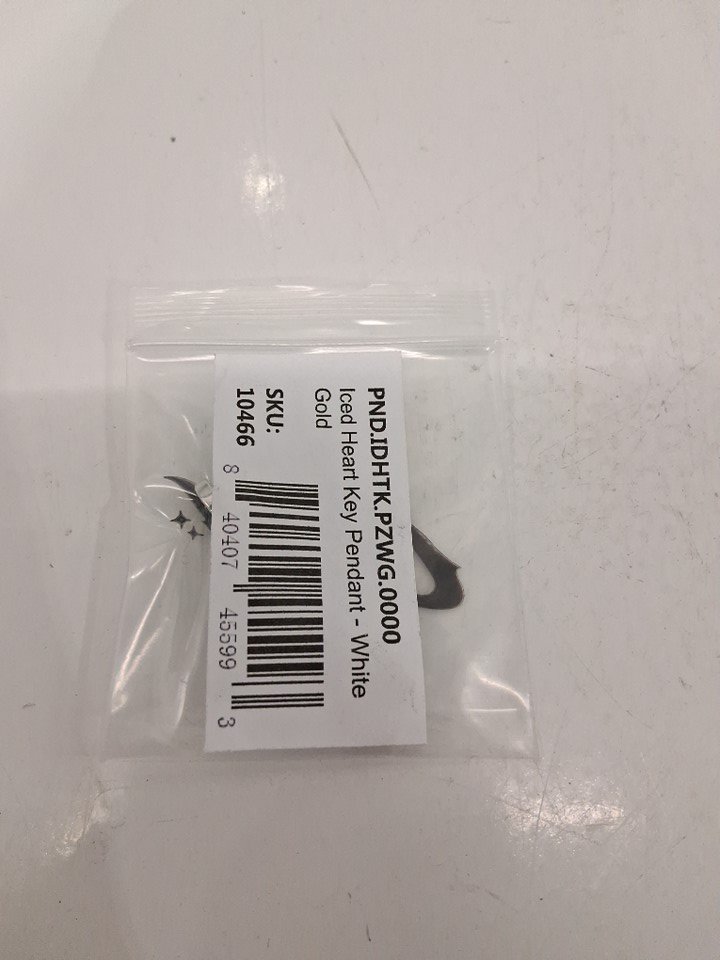 PND.IDHTK.PZWG.0000
Iced Heart Key Pendant - White
Gold
SKU:
10466
8 40407 45599 3